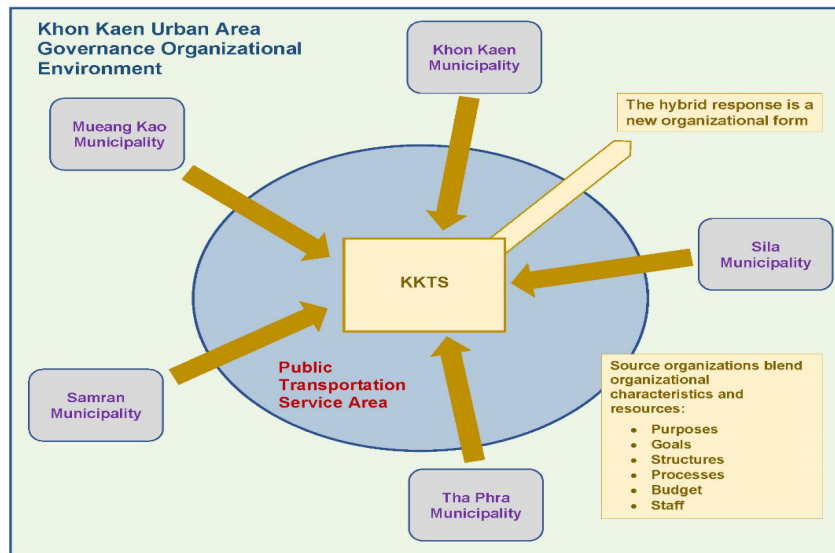 Khon Kaen Urban Area
Governance Organizational
Environment
Khon Kaen
Municipality
The hybrid response is a
new organizational form
Mueang Kao
Municipality
Sila
Municipality
KKTS
Public
Transportation
Service Area
Samran
Municipality
Source organizations blend
organizational
characteristics and
resources:
• Purposes
• Goals
• Structures
• Processes
• Budget
• Staff
Tha Phra
Municipality